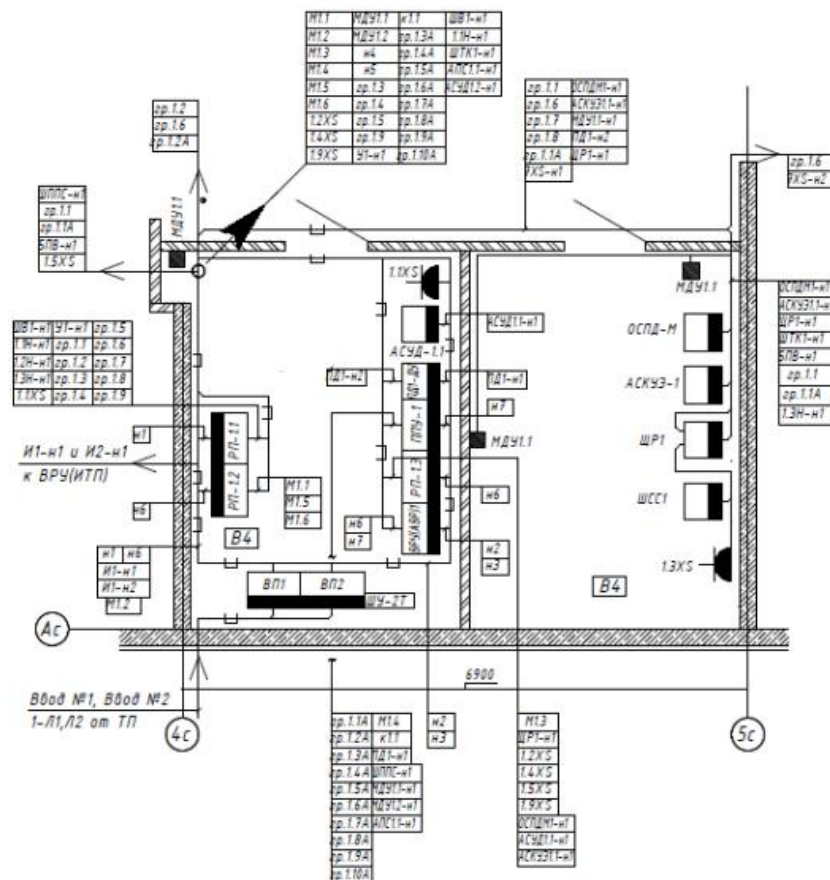 М1.1 МДУ1.1 к1.1 ШВ1-н1
М1.2 МДУ1.2 гр.1.3А 1.1Н-н1
М1.3 н4 гр.1.4А ШТК1-н1
М1.4 н5 гр.1.5А АПС1.1-н1
М1.5 гр.1.3 гр.1.6А АСУД1.2-н1
М1.6 гр.1.4 гр.1.7А
1.2XS гр.1.5 гр.1.8А
1.4XS гр.1.9 гр.1.9А
1.9XS У1-н1 гр.1.10А
гр.1.2
гр.1.6
гр.1.2А
гр.1.1 ОСПДМ1-н1
гр.1.6 АСКУЭ1.1-н1
гр.1.7 МДУ1.1-н1
гр.1.8 ПД1-н2
гр.1.1А ЩР1-н1
1XS-н1
гр.1.6
1XS-н2
ШППС-н1
гр.1.1
гр.1.1А
БПВ-н1
1.5XS
МДУ1.1
1.1XS
МДУ1.1
ОСПДМ1-н1
АСКУЭ1.1-н1
ЩР1-н1
ШТК1-н1
БПВ-н1
гр.1.1
гр.1.1А
1.3Н-н1
ШВ1-н1 У1-н1 гр.1.5
1.1Н-н1 гр.1.1 гр.1.6
1.2Н-н1 гр.1.2 гр.1.7
1.3Н-н1 гр.1.3 гр.1.8
1.1XS гр.1.4 гр.1.9
АСУД1.1-н1
АСУД-1.1
ОСПД-М
АСКУЭ-1
ЩР1
ШСС1
1.3XS
ПД1-н2
ПД1-ДУ
ПД1-н1
н7
ППУ-1
МДУ1.1
РП-1.3
н6
ВРУ(АВР)1
н6
н7
н2
н3
н1
РП-1.1
РП-1.2
И1-н1 и И2-н1
к ВРУ(ИТП)
н6
М1.1
М1.5
М1.6
В4
В4
н1 н6
И1-н1
И1-н2
М1.2
ВП1 ВП2
ШУ-2Т
Ас
6900
Ввод №1, Ввод №2
1-Л1,Л2 от ТП
4с
5с
гр.1.1А М1.4
гр.1.2А к1.1
гр.1.3А ПД1-н1
гр.1.4А ШППС-н1
гр.1.5А МДУ1.1-н1
гр.1.6А МДУ1.2-н1
гр.1.7А АПС1.1-н1
гр.1.8А
гр.1.9А
гр.1.10А
н2
н3
М1.3
ЩР1-н1
1.2XS
1.4XS
1.5XS
1.9XS
ОСПДМ1-н1
АСУД1.1-н1
АСКУЭ1.1-н1